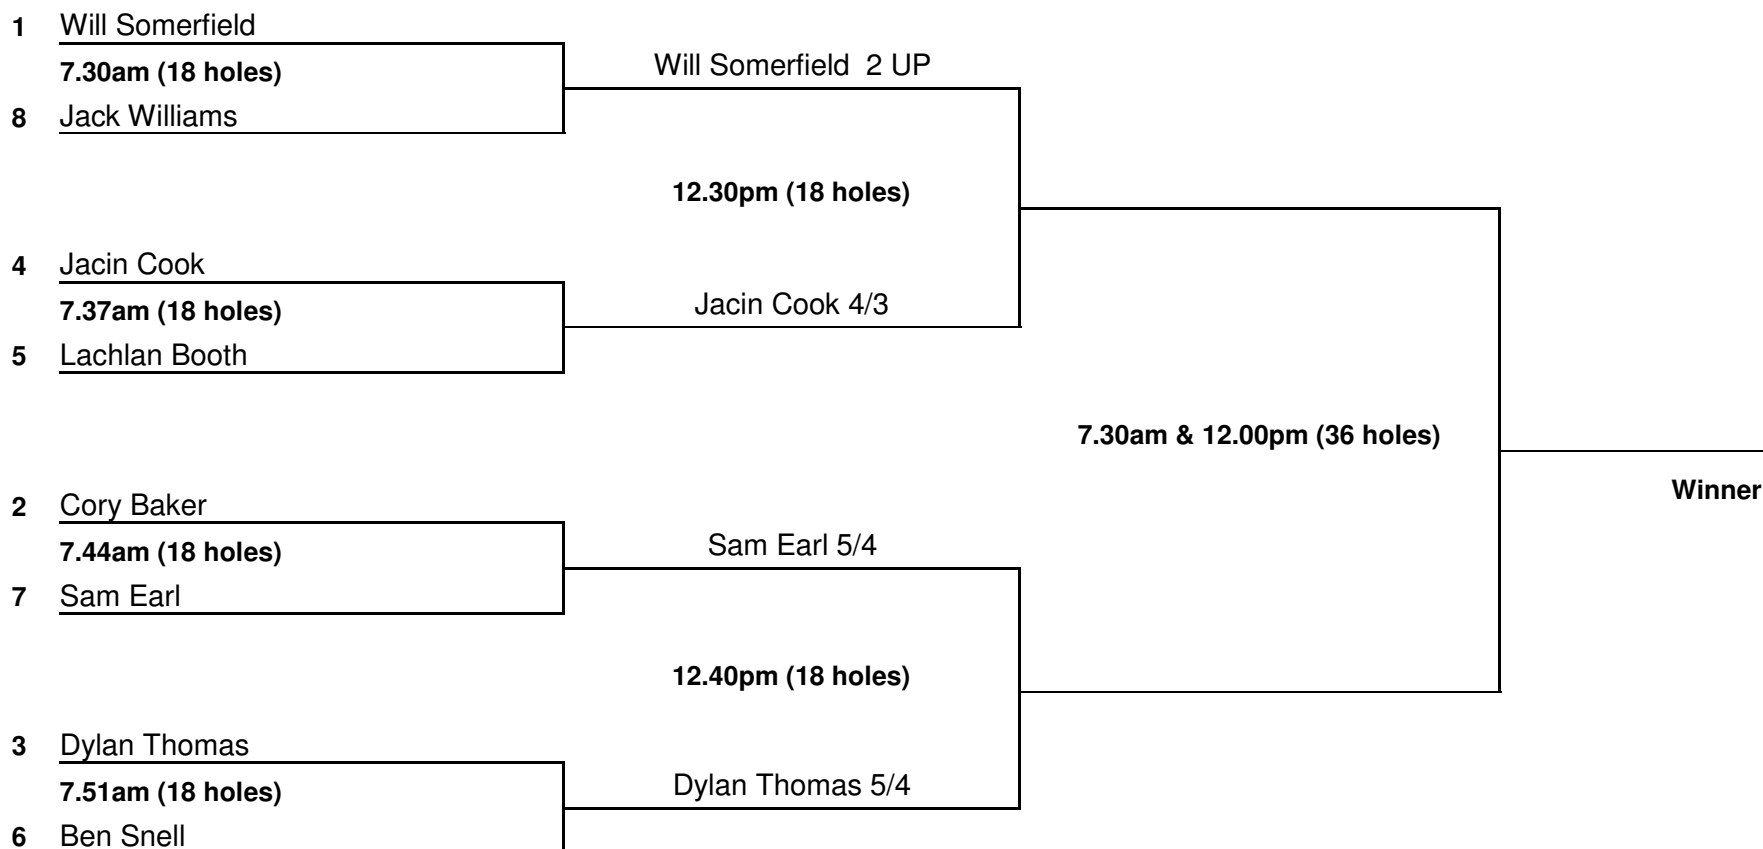 1 Will Somerfield
Will Somerfield 2 UP
7.30am (18 holes)
8 Jack Williams
12.30pm (18 holes)
4 Jacin Cook
Jacin Cook 4/3
7.37am (18 holes)
5 Lachlan Booth
7.30am & 12.00pm (36 holes)
Winner
2 Cory Baker
Sam Earl 5/4
7.44am (18 holes)
7 Sam Earl
12.40pm (18 holes)
3 Dylan Thomas
Dylan Thomas 5/4
7.51am (18 holes)
6 Ben Snell